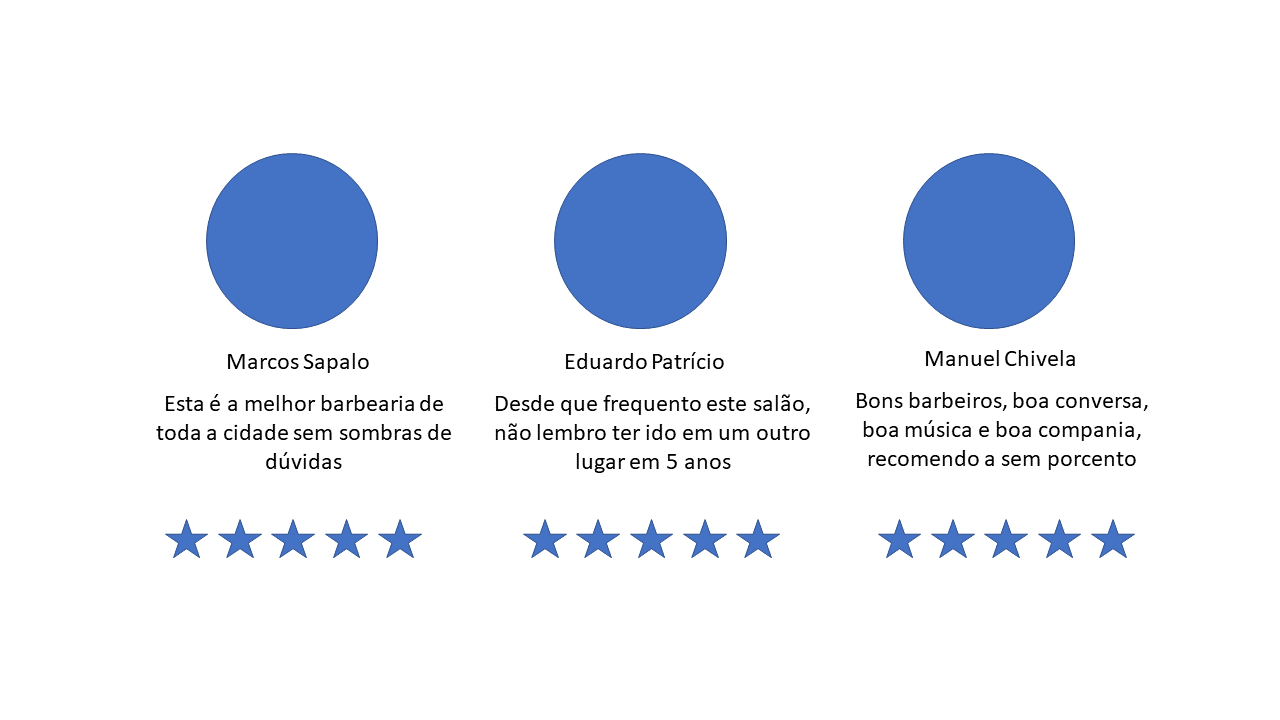 Marcos Sapalo
Esta é a melhor barbearia de
toda a cidade sem sombras de
dúvidas
Eduardo Patrício
Desde que frequento este salão,
não lembro ter ido em um outro
lugar em 5 anos
Manuel Chivela
Bons barbeiros, boa conversa,
boa música e boa compania,
recomendo a sem porcento